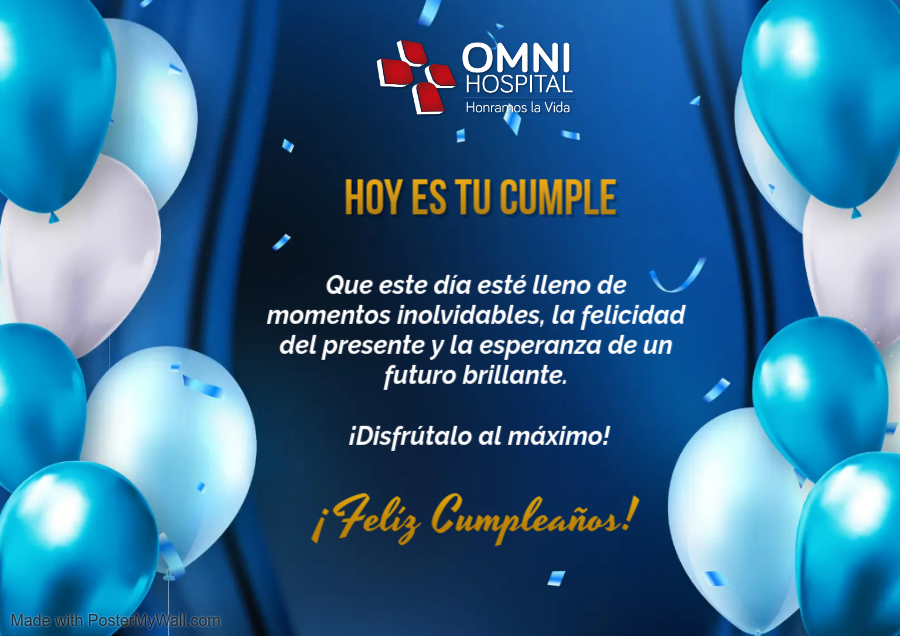 OMNI
HOSPITAL
Honramos la Vida
HOY ES TU CUMPLE
Que este día esté lleno de
momentos inolvidables, la felicidad
del presente y la esperanza de un
futuro brillante.
¡Disfrútalo al máximo!
¡Felíz Cumpleaños!
Made with PosterMyWall.com